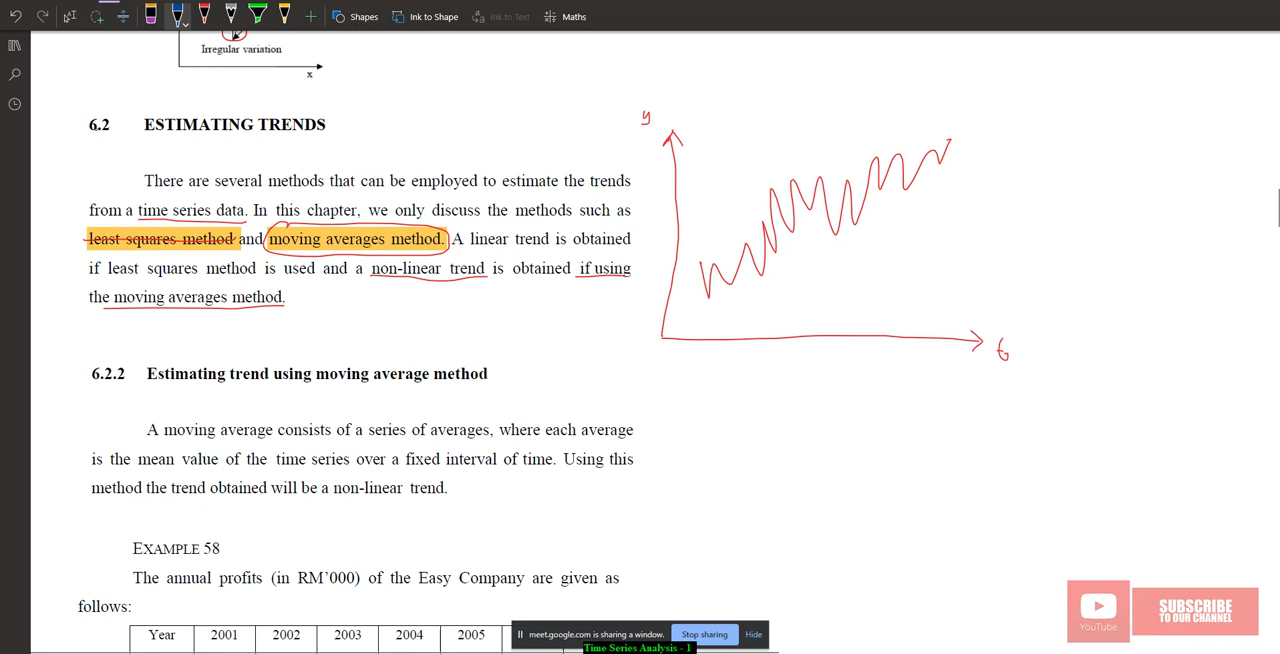 Shapes Ink to Shape Ink to Text Maths
Irregular variation
x
6.2 ESTIMATING TRENDS
There are several methods that can be employed to estimate the trends
from a time series data. In this chapter, we only discuss the methods such as
least squares method and moving averages method. A linear trend is obtained
if least squares method is used and a non-linear trend is obtained if using
the moving averages method.
y
t
6.2.2 Estimating trend using moving average method
A moving average consists of a series of averages, where each average
is the mean value of the time series over a fixed interval of time. Using this
method the trend obtained will be a non-linear trend.
EXAMPLE 58
The annual profits (in RM'000) of the Easy Company are given as
follows:
Year 2001 2002 2003 2004 2005
meet.google.com is sharing a window. Stop sharing Hide
Time Series Analysis - 1
YouTube
SUBSCRIBE
TO OUR CHANNEL